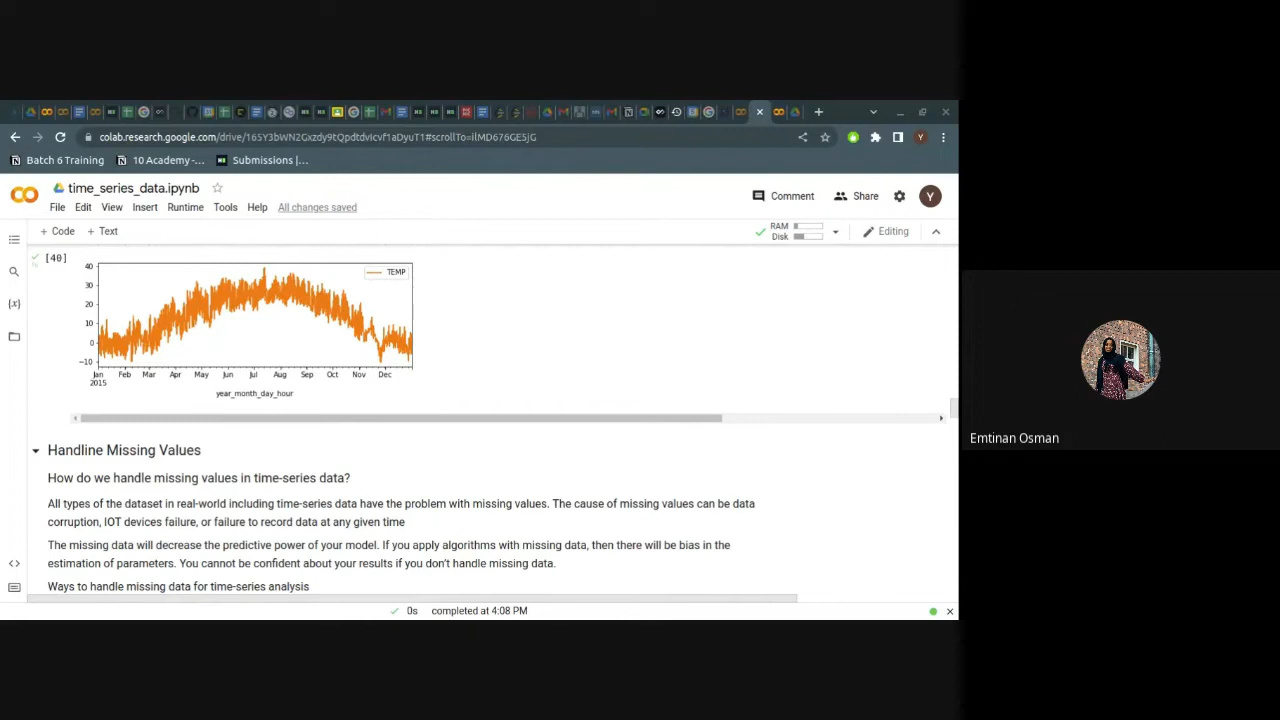 colab.research.google.com/drive/165Y3bWN2Gxzdy9tQpdtdvIcvf1aDyuT1#scrollTo=ilMD676GE5jG
Y
Batch 6 Training
10 Academy -...
Submissions |...
time_series_data.ipynb
Comment
Share
Y
File Edit View Insert Runtime Tools Help All changes saved
+ Code + Text
RAM
Disk
Editing
[40]
TEMP
40
30
20
10
0
−10
Jan Feb Mar Apr May Jun Jul Aug Sep Oct Nov Dec
2015
year_month_day_hour
Handline Missing Values
How do we handle missing values in time-series data?
All types of the dataset in real-world including time-series data have the problem with missing values. The cause of missing values can be data
corruption, IOT devices failure, or failure to record data at any given time
The missing data will decrease the predictive power of your model. If you apply algorithms with missing data, then there will be bias in the
estimation of parameters. You cannot be confident about your results if you don't handle missing data.
Ways to handle missing data for time-series analysis
0s completed at 4:08 PM
Emtinan Osman